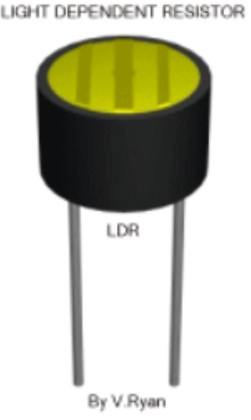 LIGHT DEPENDENT RESISTOR
LDR
By V.Ryan